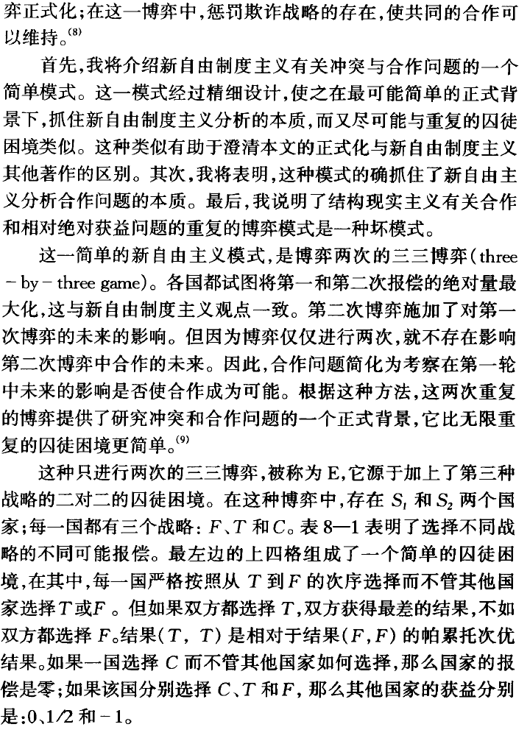 弈正式化;在这一博弈中,惩罚欺诈战略的存在,使共同的合作可
以维持。(8)
首先,我将介绍新自由制度主义有关冲突与合作问题的一个
简单模式。这一模式经过精细设计,使之在最可能简单的正式背
景下,抓住新自由制度主义分析的本质,而又尽可能与重复的囚徒
困境类似。这种类似有助于澄清本文的正式化与新自由制度主义
其他著作的区别。其次,我将表明,这种模式的确抓住了新自由主
义分析合作问题的本质。最后,我说明了结构现实主义有关合作
和相对绝对获益问题的重复的博弈模式是一种坏模式。
这一简单的新自由主义模式,是博弈两次的三三博弈(three
-by-three game)。各国都试图将第一和第二次报偿的绝对量最
大化,这与新自由制度主义观点一致。第二次博弈施加了对第一
次博弈的未来的影响。但因为博弈仅仅进行两次,就不存在影响
第二次博弈中合作的未来。因此,合作问题简化为考察在第一轮
中未来的影响是否使合作成为可能。根据这种方法,这两次重复
的博弈提供了研究冲突和合作问题的一个正式背景,它比无限重
复的囚徒困境更简单。(9)
这种只进行两次的三三博弈,被称为 E,它源于加上了第三种
战略的二对二的囚徒困境。在这种博弈中,存在 S₁ 和 S₂ 两个国
家;每一国都有三个战略: F、T 和 C。表 8—1 表明了选择不同战
略的不同可能报偿。最左边的上四格组成了一个简单的囚徒困
境,在其中,每一国严格按照从 T 到 F 的次序选择而不管其他国
家选择 T 或F 。但如果双方都选择 T,双方获得最差的结果,不如
双方都选择 F。结果(T, T) 是相对于结果(F,F) 的帕累托次优
结果。如果一国选择 C 而不管其他国家如何选择,那么国家的报
偿是零;如果该国分别选择 C、T 和 F, 那么其他国家的获益分别
是:0、1/2 和 -1。